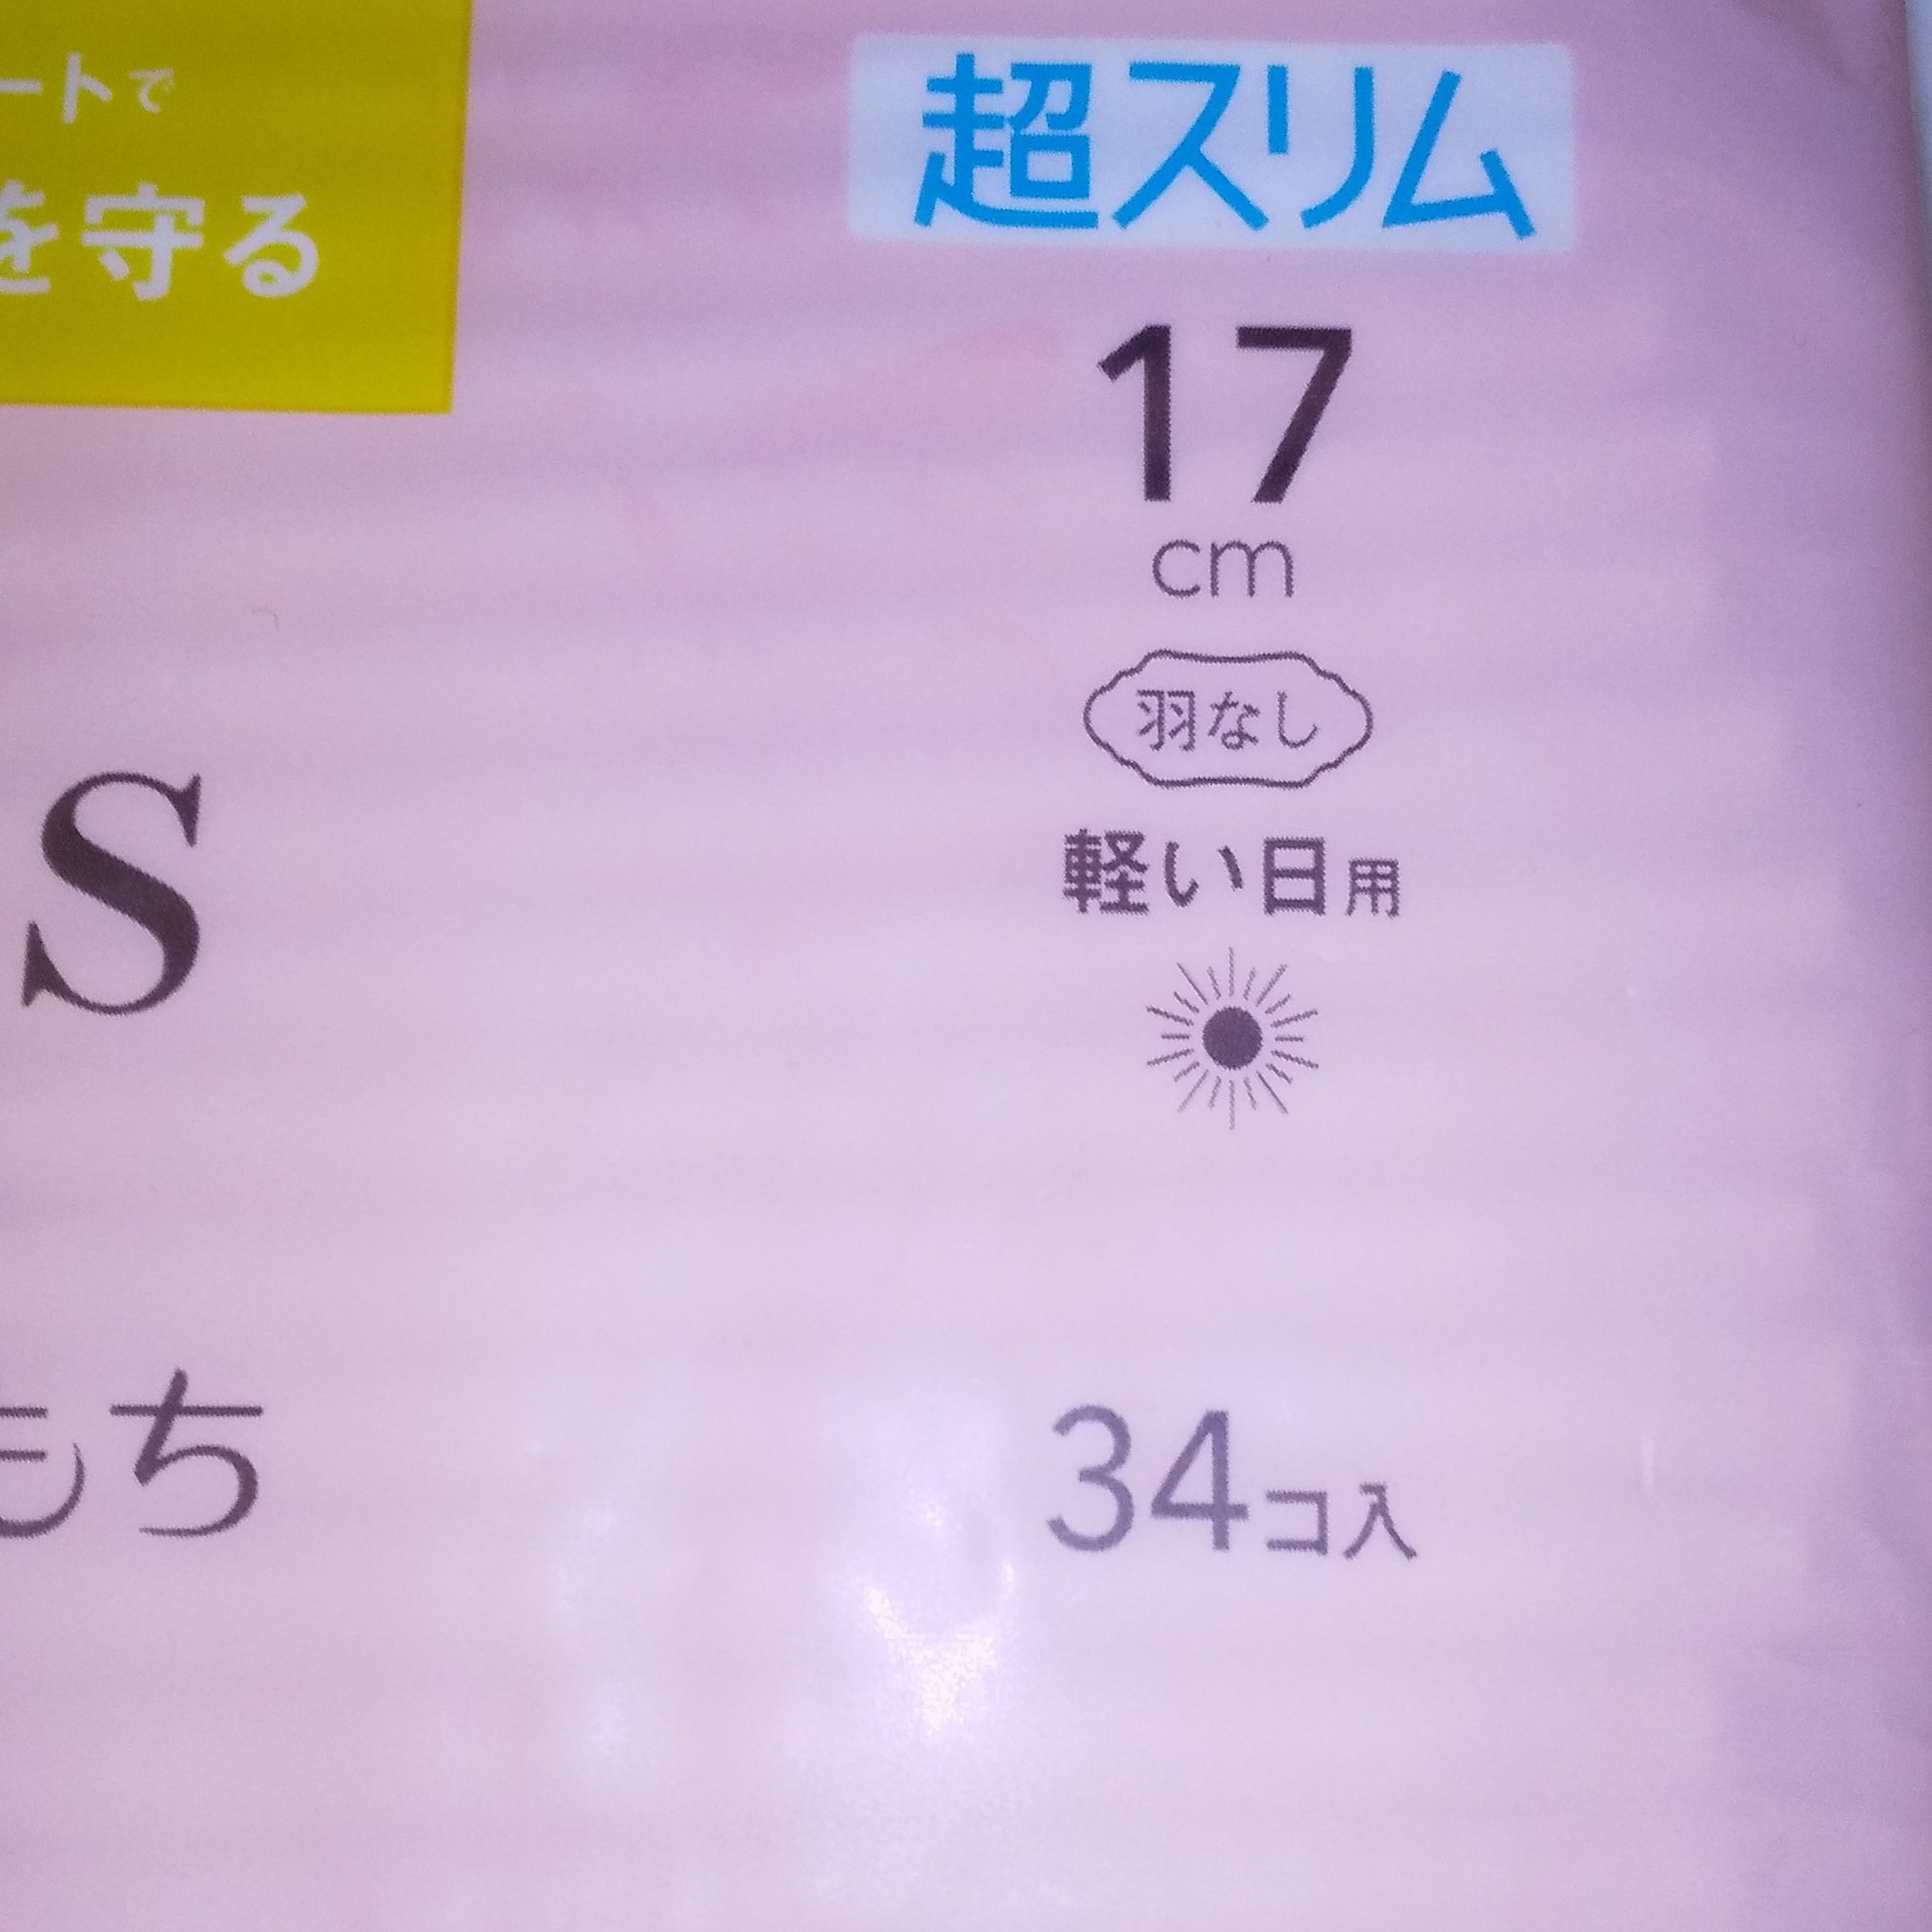 ートで
を守る
超スリム
17
cm
羽なし
軽い日用
S
もち
34コ入